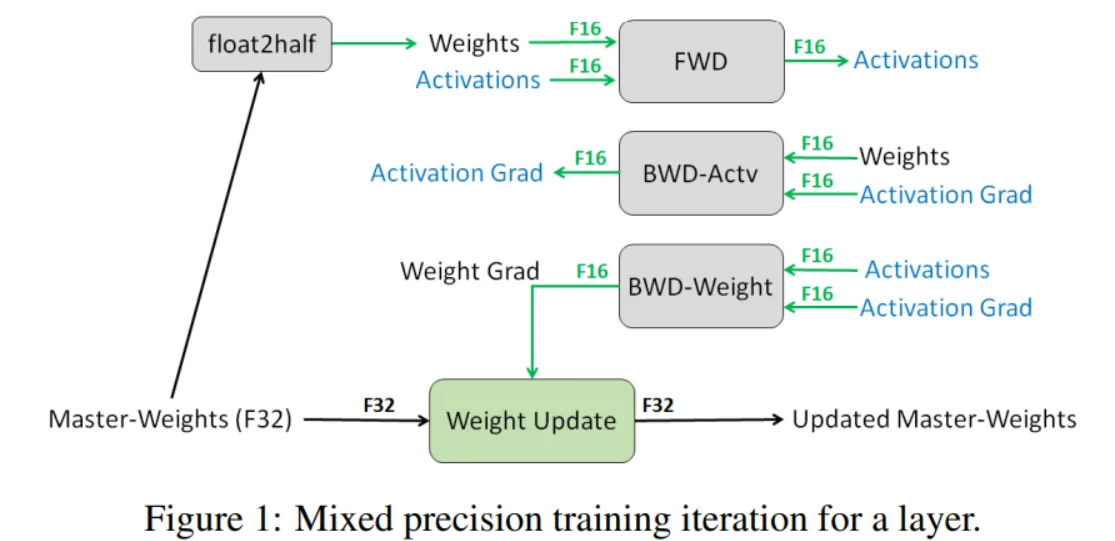 float2half
Weights
F16
Activations
F16
FWD
F16
Activations
Activation Grad
F16
BWD-Actv
F16
Weights
F16
Activation Grad
Weight Grad
F16
BWD-Weight
F16
Activations
F16
Activation Grad
Master-Weights (F32)
F32
Weight Update
F32
Updated Master-Weights
Figure 1: Mixed precision training iteration for a layer.